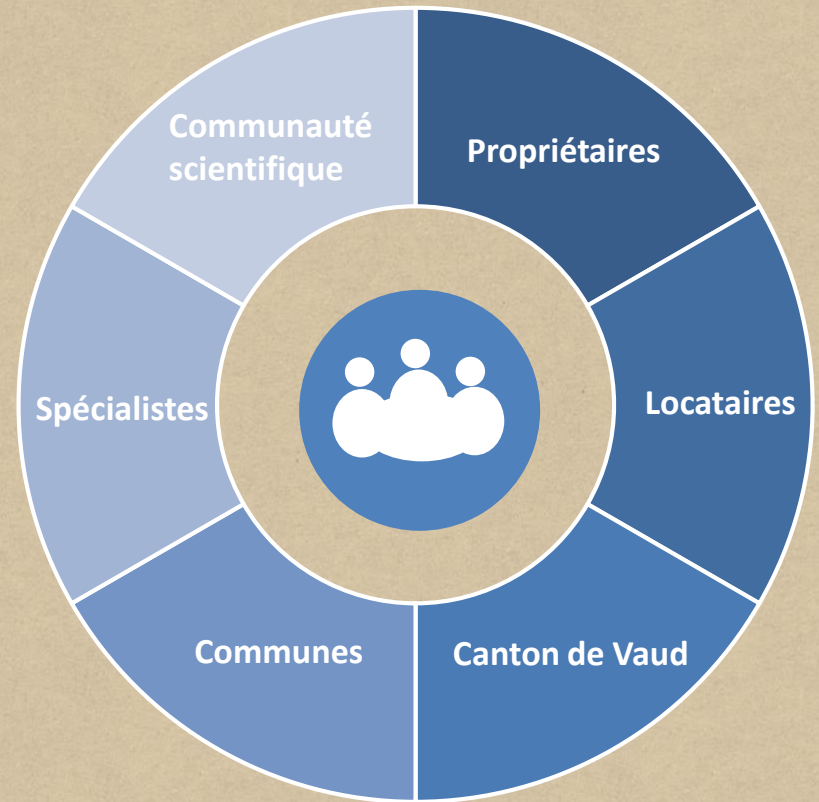 Communauté
scientifique
Propriétaires
Spécialistes
Locataires
Communes
Canton de Vaud